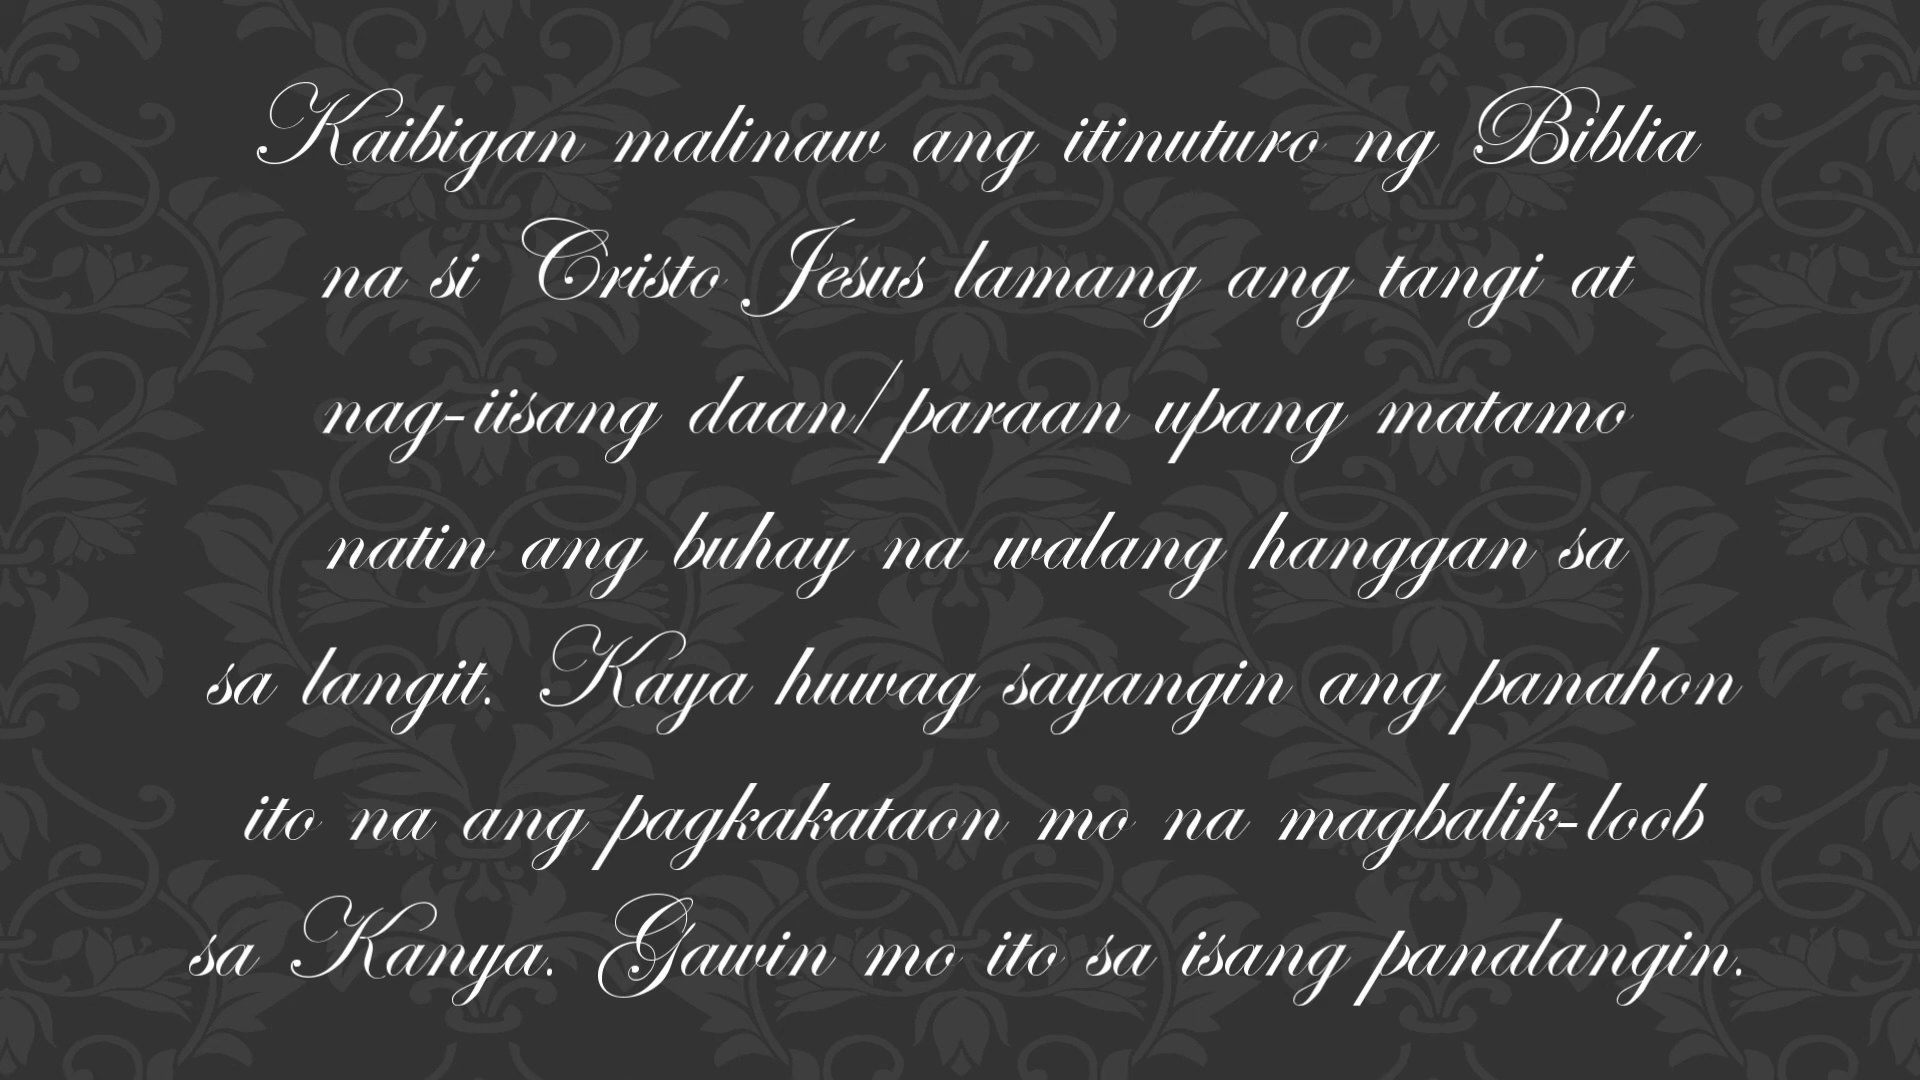 Kaibigan malinaw ang itinuturo ng Biblia
na si Cristo Jesus lamang ang tangi at
nag-iisang daan/paraan upang matamo
natin ang buhay na walang hanggan sa
sa langit. Kaya huwag sayangin ang panahon
ito na ang pagkakataon mo na magbalik-loob
sa Kanya. Gawin mo ito sa isang panalangin.